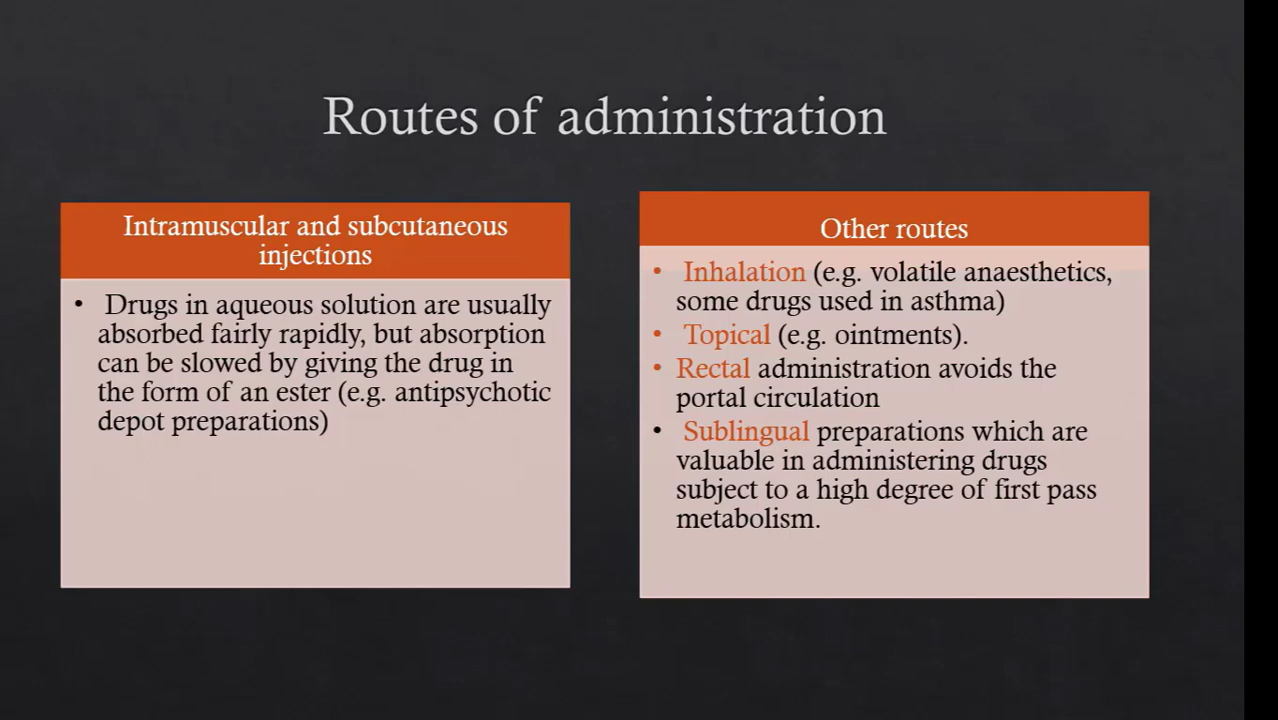 Routes of administration
Intramuscular and subcutaneous
injections
• Drugs in aqueous solution are usually
absorbed fairly rapidly, but absorption
can be slowed by giving the drug in
the form of an ester (e.g. antipsychotic
depot preparations)
Other routes
• Inhalation (e.g. volatile anaesthetics,
some drugs used in asthma)
• Topical (e.g. ointments).
• Rectal administration avoids the
portal circulation
• Sublingual preparations which are
valuable in administering drugs
subject to a high degree of first pass
metabolism.